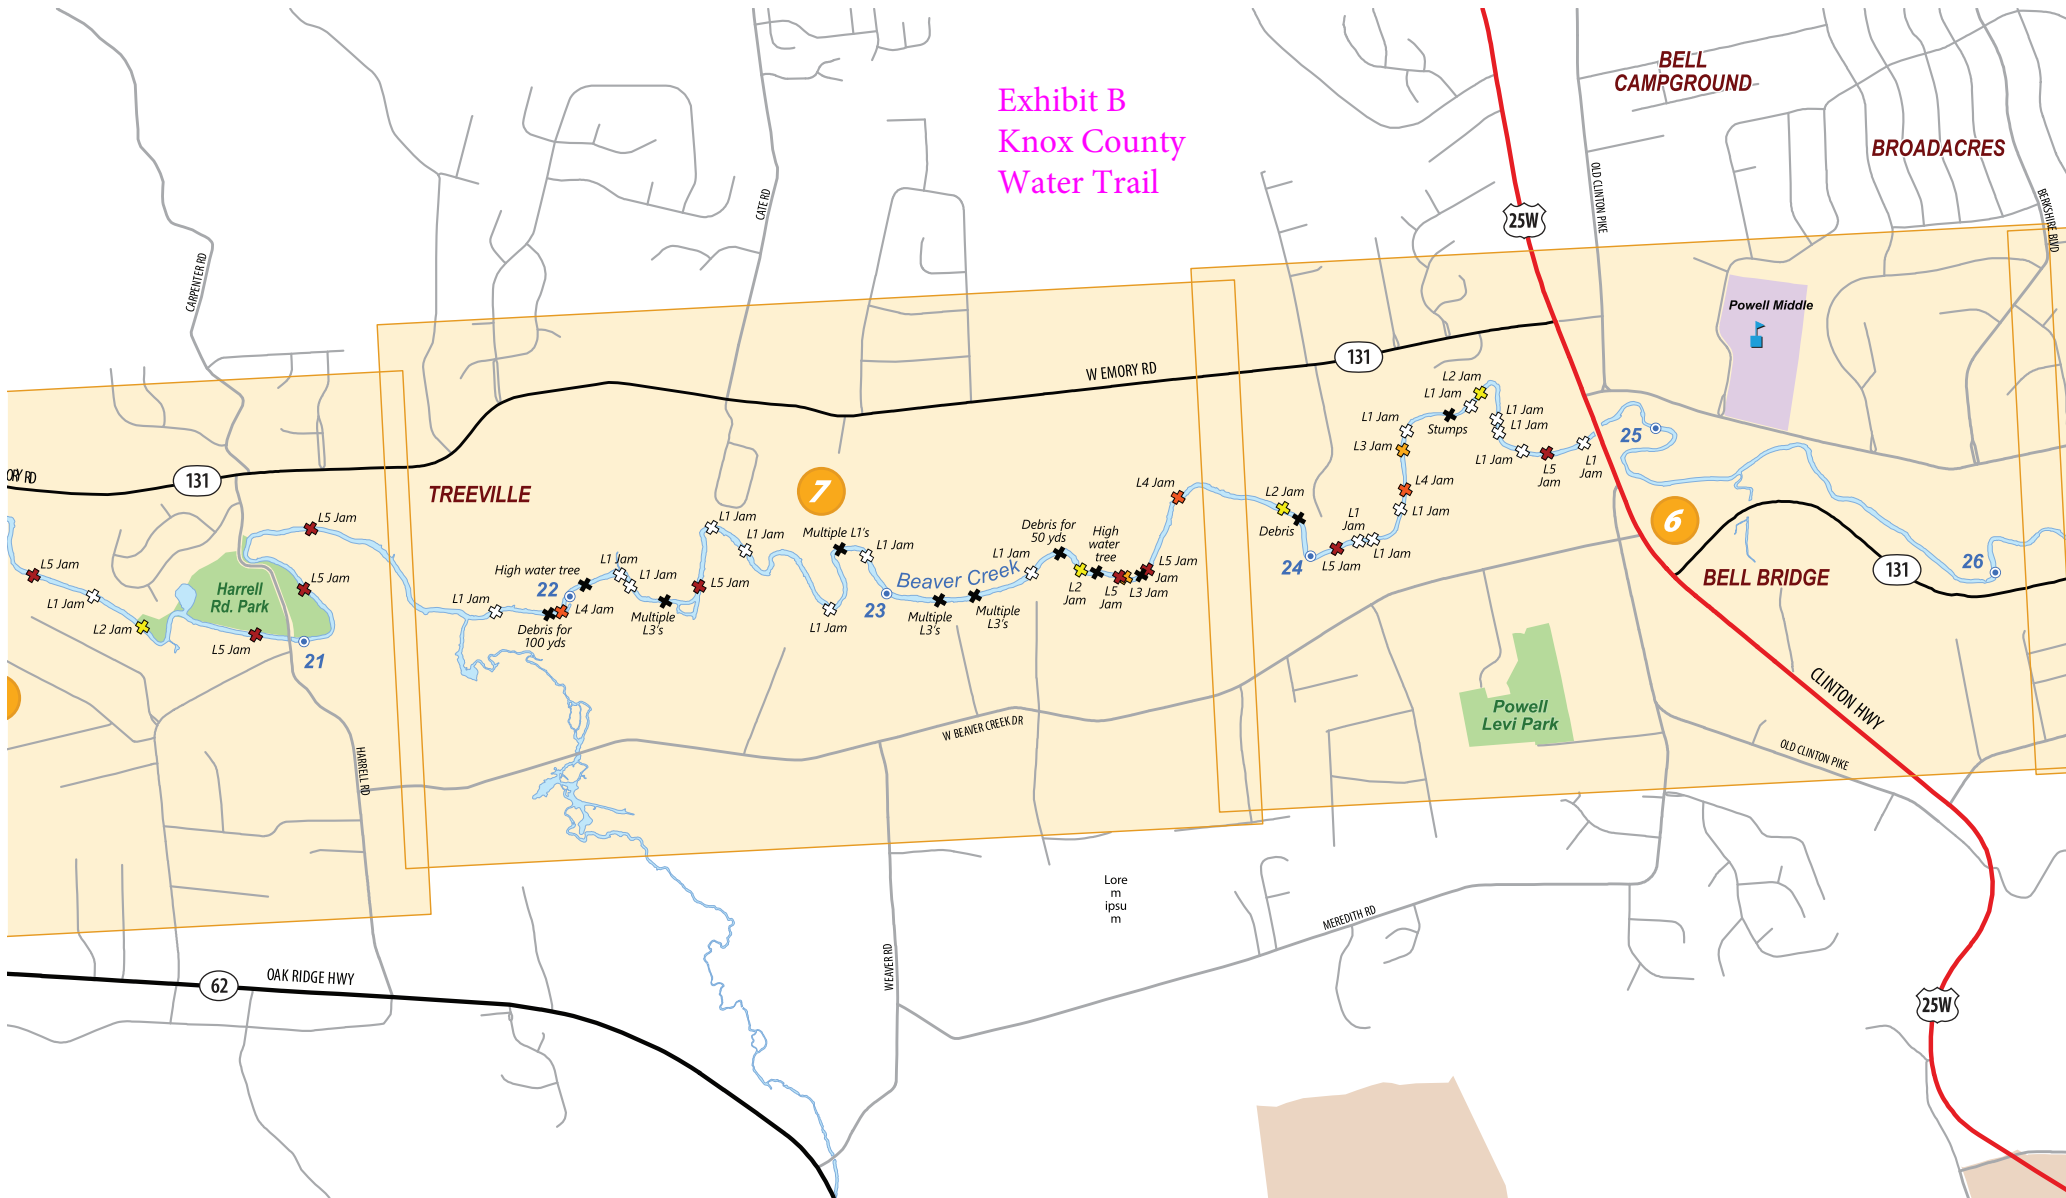 Exhibit B
Knox County
Water Trail
BELL
CAMPGROUND
BROADACRES
OLD CLINTON PIKE
BERKSHIRE BLVD
CATE RD
CARPENTER RD
25W
Powell Middle
W EMORY RD
131
L2 Jam
L1 Jam
L1 Jam
Stumps
L1 Jam
L1 Jam
L3 Jam
L1 Jam
L5
Jam
L1
Jam
25
RY RD
131
TREEVILLE
7
L4 Jam
L4 Jam
L2 Jam
Debris
L1
Jam
L1 Jam
L1 Jam
24
L5 Jam
6
BELL BRIDGE
131
26
L5 Jam
L5 Jam
L1 Jam
L2 Jam
Harrell
Rd. Park
L5 Jam
L5 Jam
21
L1 Jam
High water tree
22
Debris for
100 yds
L4 Jam
L1 Jam
L1 Jam
Multiple
L3's
L5 Jam
L1 Jam
L1 Jam
Multiple L1's
L1 Jam
L1 Jam
23
Beaver Creek
Multiple
L3's
Multiple
L3's
L1 Jam
Debris for
50 yds
L2
Jam
High
water
tree
L5
Jam
L3 Jam
L5 Jam
Jam
Powell
Levi Park
CLINTON HWY
OLD CLINTON PIKE
W BEAVER CREEK DR
HARRELL RD
Lore
m
ipsu
m
MEREDITH RD
WEAVER RD
62
OAK RIDGE HWY
25W